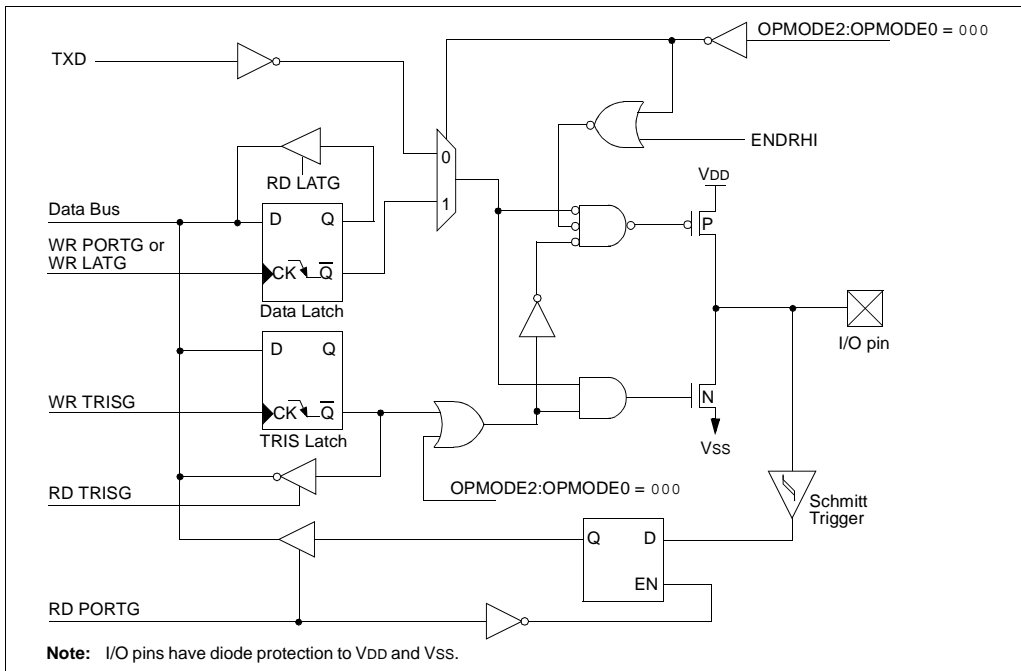 OPMODE2:OPMODE0 = 000
TXD
ENDRHI
0
1
RD LATG
VDD
Data Bus
D Q
P
WR PORTG or
WR LATG
CK Q
Data Latch
I/O pin
D Q
WR TRISG
CK Q
N
TRIS Latch
VSS
OPMODE2:OPMODE0 = 000
RD TRISG
Schmitt
Trigger
Q D
EN
RD PORTG
Note: I/O pins have diode protection to VDD and VSS.